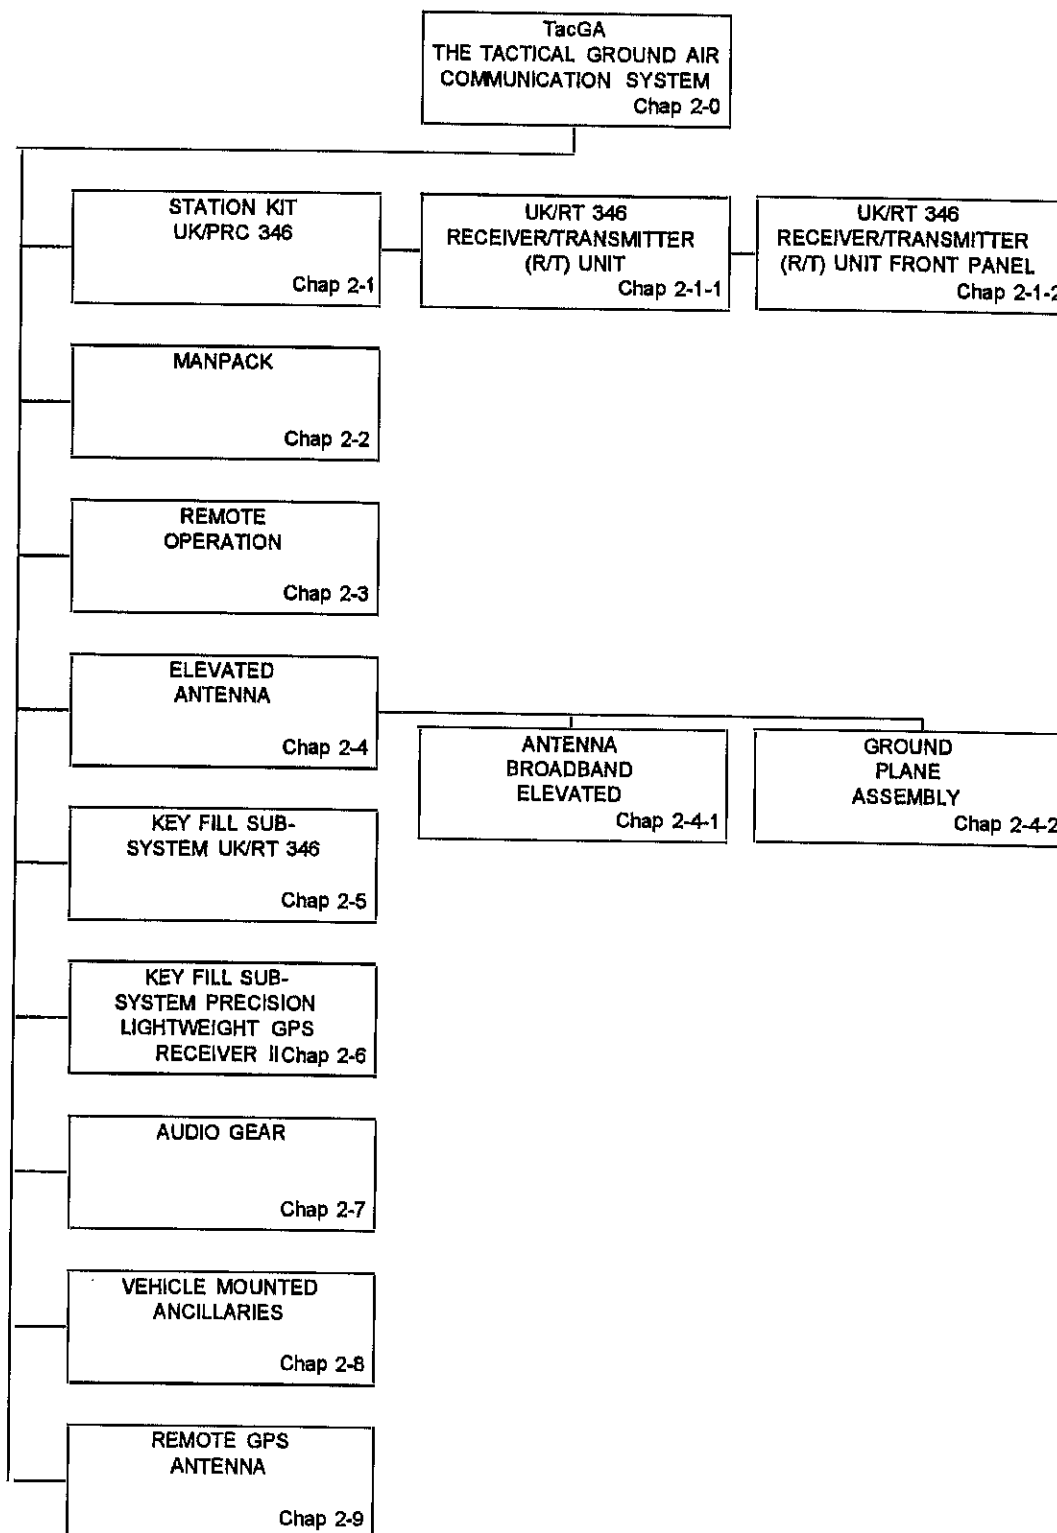 TacGA
THE TACTICAL GROUND AIR
COMMUNICATION SYSTEM
Chap 2-0
STATION KIT
UK/PRC 346
Chap 2-1
UK/RT 346
RECEIVER/TRANSMITTER
(R/T) UNIT
Chap 2-1-1
UK/RT 346
RECEIVER/TRANSMITTER
(R/T) UNIT FRONT PANEL
Chap 2-1-2
MANPACK
Chap 2-2
REMOTE
OPERATION
Chap 2-3
ELEVATED
ANTENNA
Chap 2-4
ANTENNA
BROADBAND
ELEVATED
Chap 2-4-1
GROUND
PLANE
ASSEMBLY
Chap 2-4-2
KEY FILL SUB-
SYSTEM UK/RT 346
Chap 2-5
KEY FILL SUB-
SYSTEM PRECISION
LIGHTWEIGHT GPS
RECEIVER II Chap 2-6
AUDIO GEAR
Chap 2-7
VEHICLE MOUNTED
ANCILLARIES
Chap 2-8
REMOTE GPS
ANTENNA
Chap 2-9